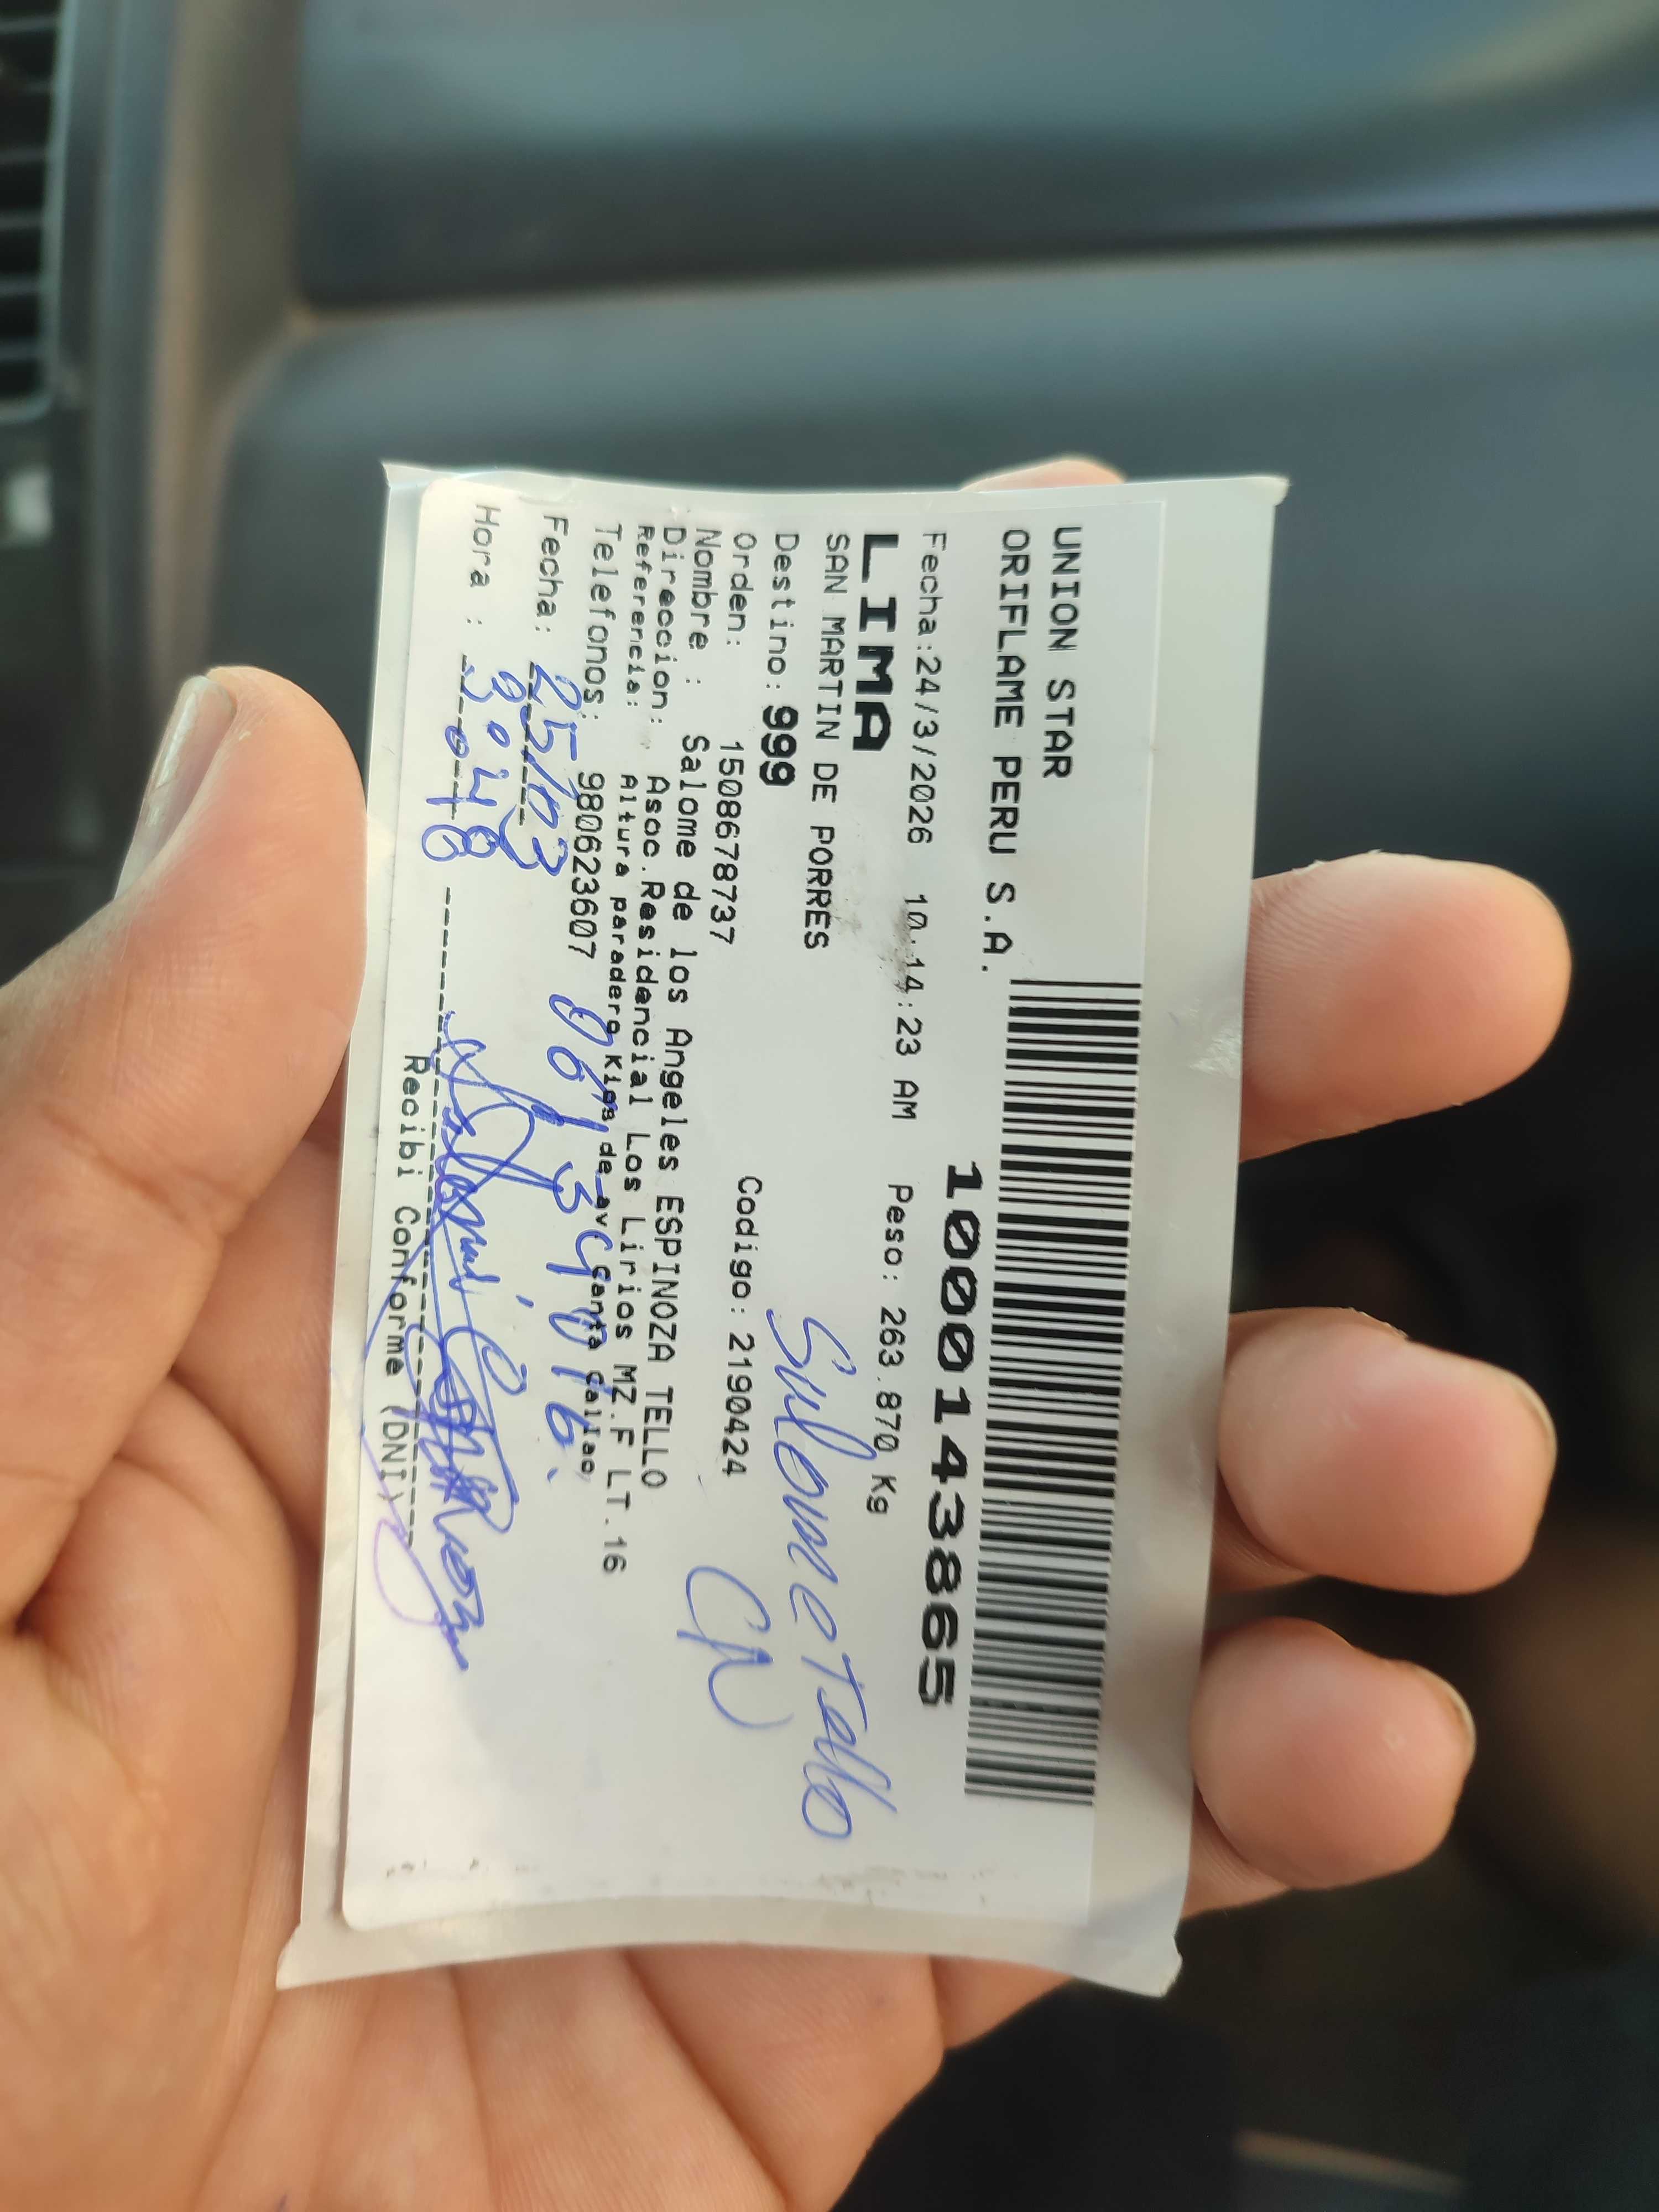 UNION STAR
ORIFLAME PERU S.A.
1000143865
Fecha:24/3/2026 10:14:23 AM Peso: 263.870 Kg
LIMA
SAN MARTIN DE PORRES
Salome Tello
Destino: 999
Orden: 1508678737 Codigo: 2190424
Nombre : Salome de los Angeles ESPINOZA TELLO
Direccion: Asoc.Residencial Los Lirios MZ.F LT.16
Referencia: Altura paradero Kios de av Canta Callao
Telefonos: 980623607
Fecha: 25/03
Hora : 3:48
Recibi Conforme (DNI)